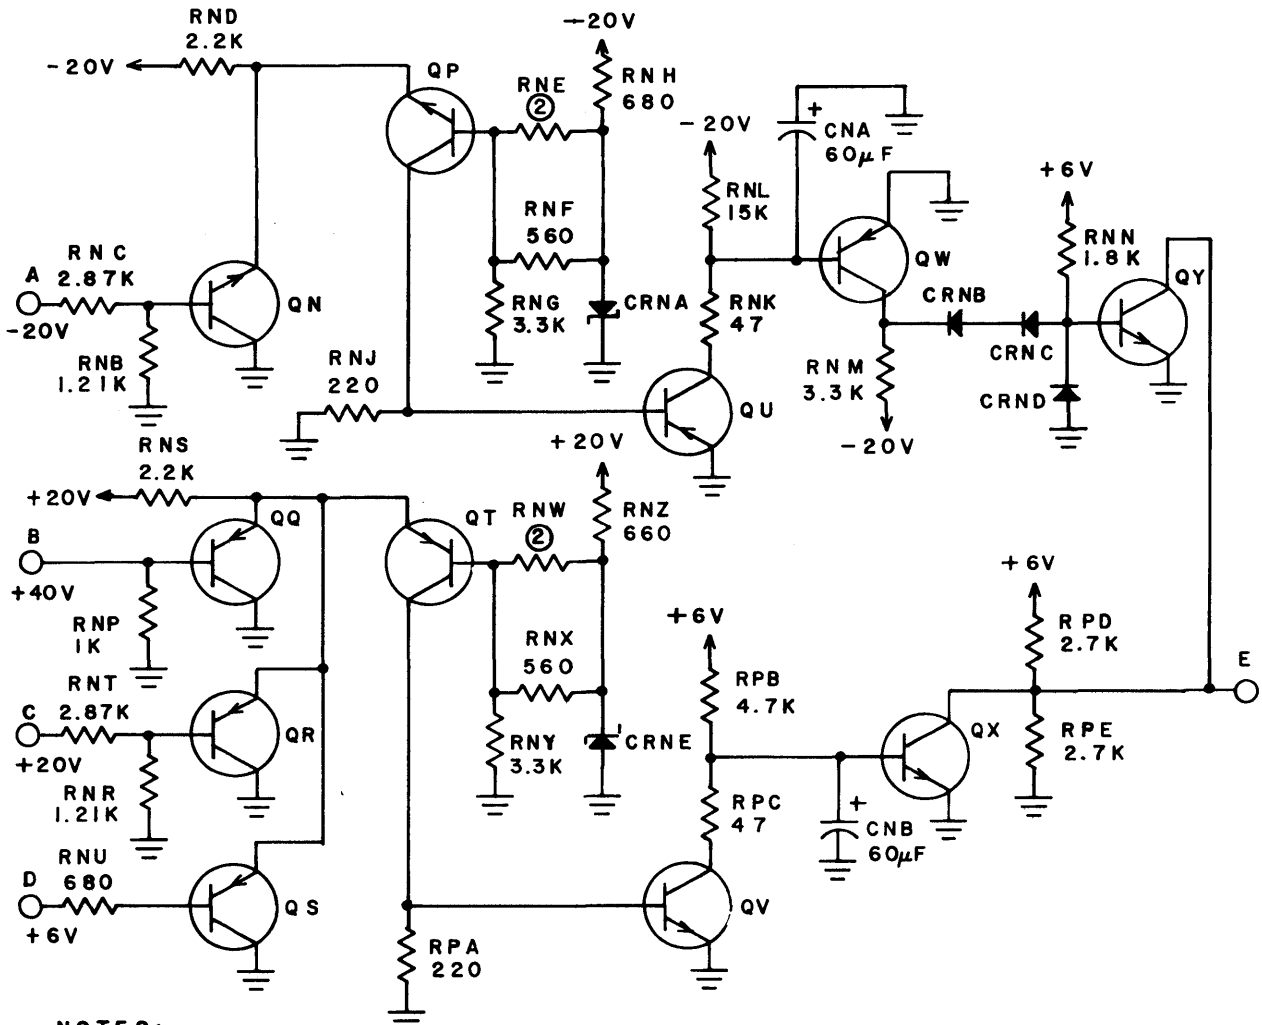 RND
2.2K
-20V
QP
-20V
RNE
②
RNH
680
-20V
+
CNA
60μF
RNL
15K
RNF
560
+6V
RNN
1.8K
A
RNC
2.87K
-20V
QN
RNB
1.21K
RNG
3.3K
CRNA
RNK
47
QW
CRNB
CRNC
QY
RNJ
220
RNM
3.3K
CRND
-20V
QU
RNS
2.2K
+20V
+20V
QQ
B
+40V
QT
RNW
②
RNZ
660
RNP
1K
RNX
560
+6V
+6V
RPD
2.7K
E
RNT
2.87K
C
+20V
QR
RNR
1.21K
RNY
3.3K
CRNE
RPB
4.7K
QX
RPE
2.7K
RPC
47
+
CNB
60μF
RNU
680
D
+6V
QS
QV
RPA
220
NOTES: